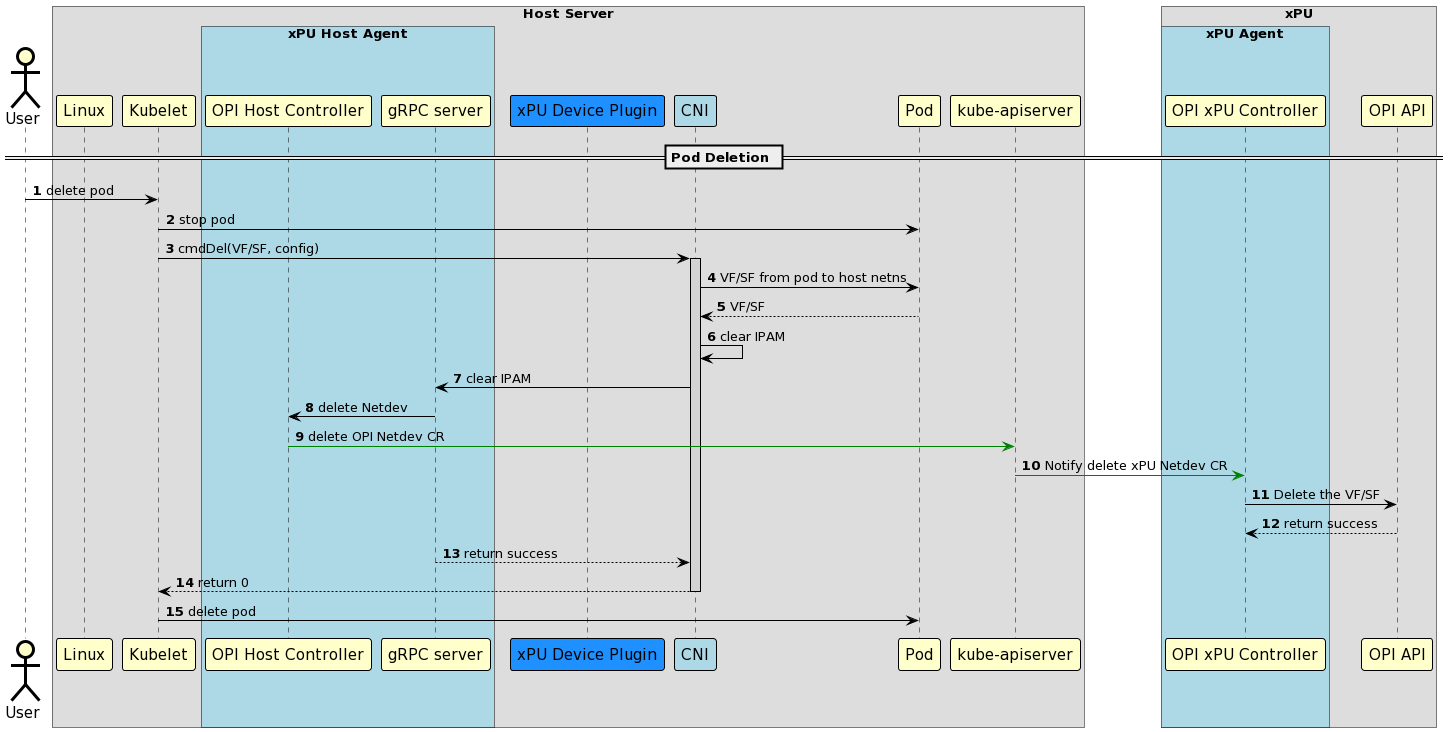 Host Server
xPU
xPU Host Agent
xPU Agent
User
Linux
Kubelet
OPI Host Controller
gRPC server
xPU Device Plugin
CNI
Pod
kube-apiserver
OPI xPU Controller
OPI API
Pod Deletion
1 delete pod
2 stop pod
3 cmdDel(VF/SF, config)
4 VF/SF from pod to host netns
5 VF/SF
6 clear IPAM
7 clear IPAM
8 delete Netdev
9 delete OPI Netdev CR
10 Notify delete xPU Netdev CR
11 Delete the VF/SF
12 return success
13 return success
14 return 0
15 delete pod
User
Linux
Kubelet
OPI Host Controller
gRPC server
xPU Device Plugin
CNI
Pod
kube-apiserver
OPI xPU Controller
OPI API